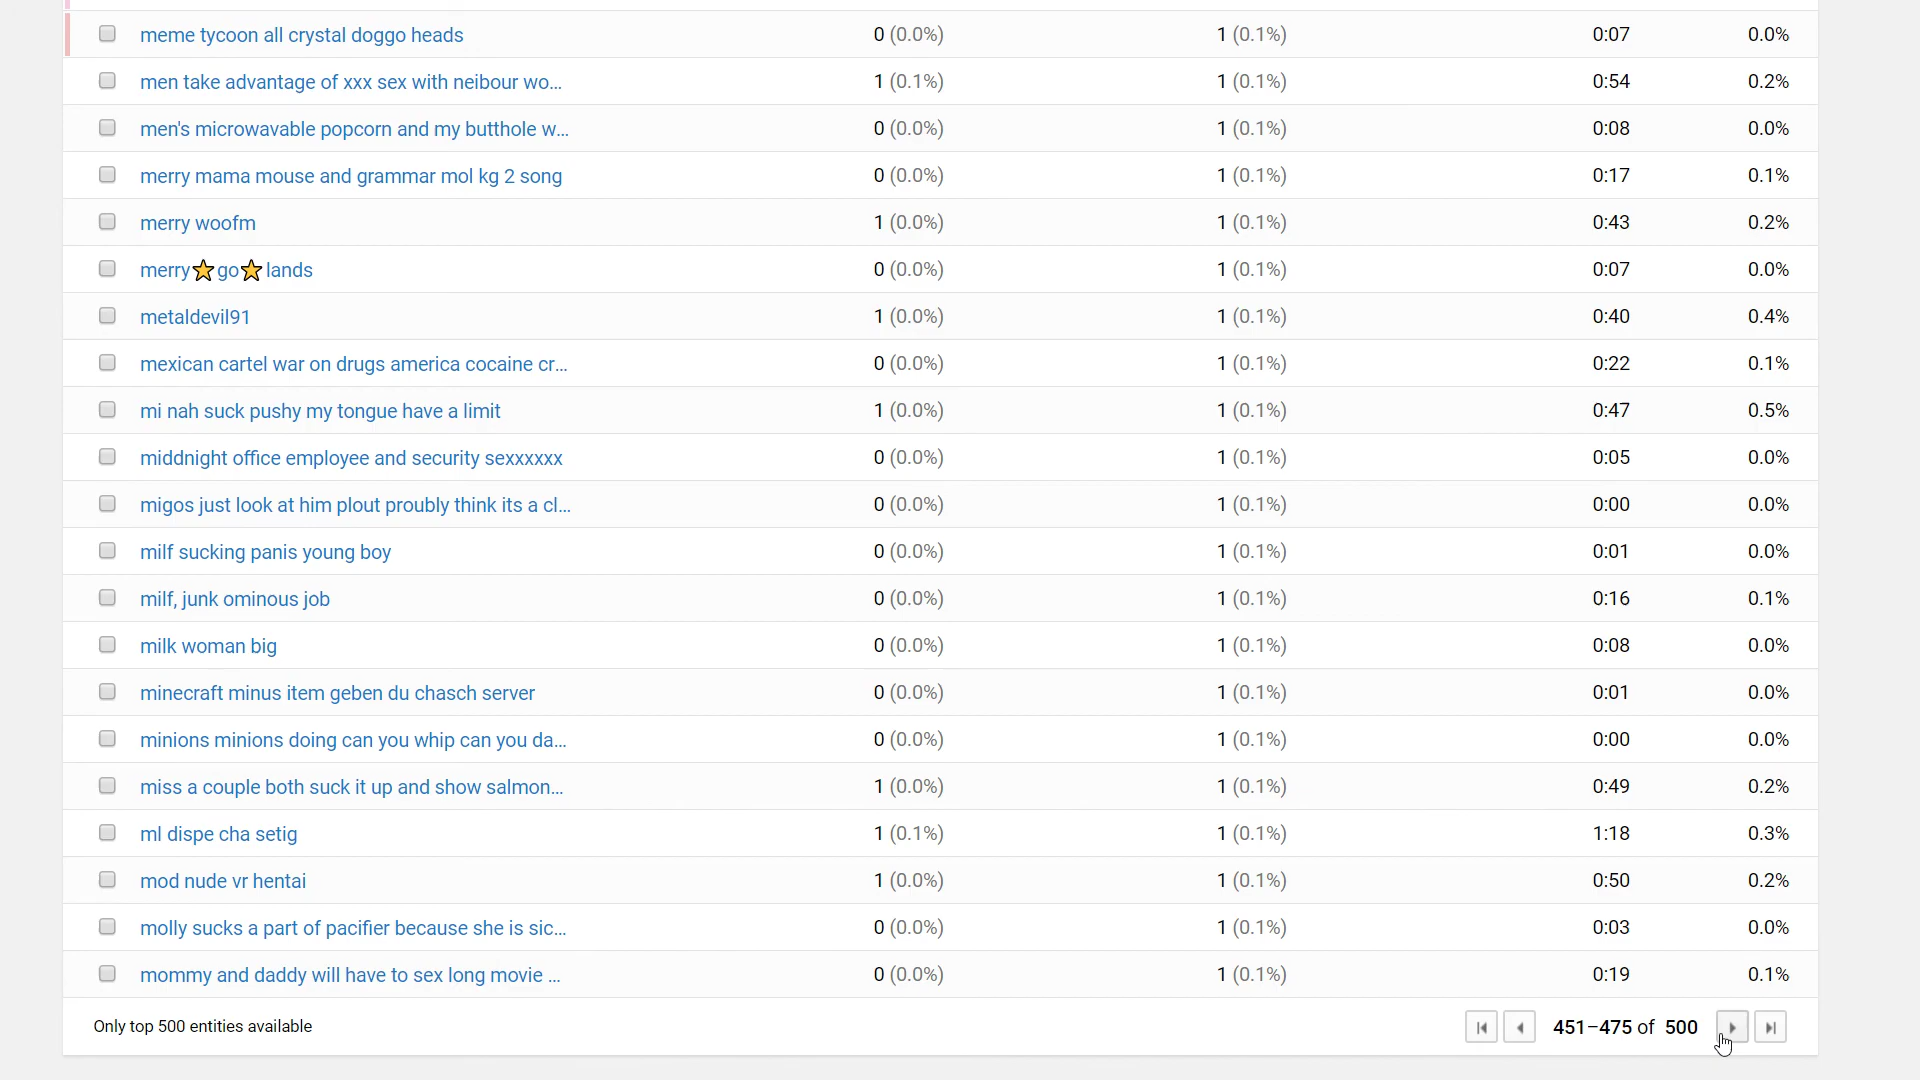 meme tycoon all crystal doggo heads 0 (0.0%) 1 (0.1%) 0:07 0.0%
men take advantage of xxx sex with neibour wo... 1 (0.1%) 1 (0.1%) 0:54 0.2%
men's microwavable popcorn and my butthole w... 0 (0.0%) 1 (0.1%) 0:08 0.0%
merry mama mouse and grammar mol kg 2 song 0 (0.0%) 1 (0.1%) 0:17 0.1%
merry woofm 1 (0.0%) 1 (0.1%) 0:43 0.2%
merry⭐go⭐lands 0 (0.0%) 1 (0.1%) 0:07 0.0%
metaldevil91 1 (0.0%) 1 (0.1%) 0:40 0.4%
mexican cartel war on drugs america cocaine cr... 0 (0.0%) 1 (0.1%) 0:22 0.1%
mi nah suck pushy my tongue have a limit 1 (0.0%) 1 (0.1%) 0:47 0.5%
middnight office employee and security sexxxxxx 0 (0.0%) 1 (0.1%) 0:05 0.0%
migos just look at him plout proubly think its a cl... 0 (0.0%) 1 (0.1%) 0:00 0.0%
milf sucking panis young boy 0 (0.0%) 1 (0.1%) 0:01 0.0%
milf, junk ominous job 0 (0.0%) 1 (0.1%) 0:16 0.1%
milk woman big 0 (0.0%) 1 (0.1%) 0:08 0.0%
minecraft minus item geben du chasch server 0 (0.0%) 1 (0.1%) 0:01 0.0%
minions minions doing can you whip can you da... 0 (0.0%) 1 (0.1%) 0:00 0.0%
miss a couple both suck it up and show salmon... 1 (0.0%) 1 (0.1%) 0:49 0.2%
ml dispe cha setig 1 (0.1%) 1 (0.1%) 1:18 0.3%
mod nude vr hentai 1 (0.0%) 1 (0.1%) 0:50 0.2%
molly sucks a part of pacifier because she is sic... 0 (0.0%) 1 (0.1%) 0:03 0.0%
mommy and daddy will have to sex long movie ... 0 (0.0%) 1 (0.1%) 0:19 0.1%
Only top 500 entities available 451–475 of 500